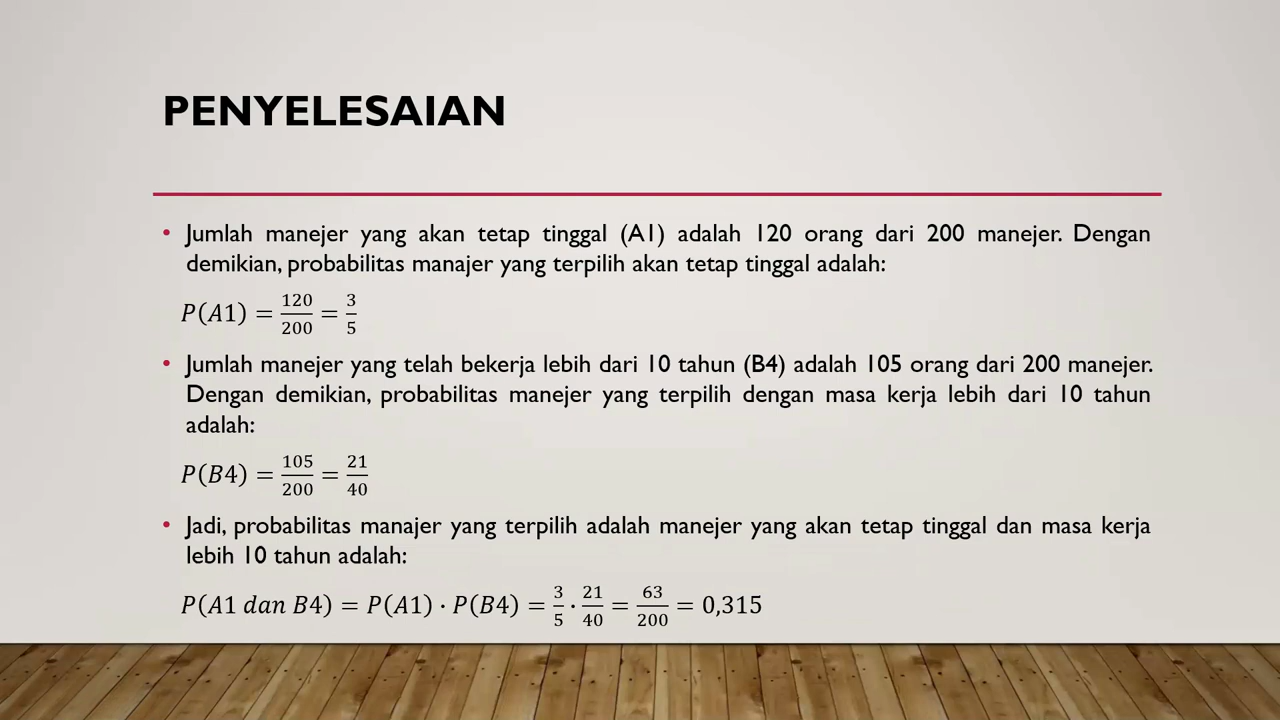 PENYELESAIAN
• Jumlah manejer yang akan tetap tinggal (A1) adalah 120 orang dari 200 manejer. Dengan
demikian, probabilitas manajer yang terpilih akan tetap tinggal adalah:
P(A1) = 120/200 = 3/5
• Jumlah manejer yang telah bekerja lebih dari 10 tahun (B4) adalah 105 orang dari 200 manejer.
Dengan demikian, probabilitas manejer yang terpilih dengan masa kerja lebih dari 10 tahun
adalah:
P(B4) = 105/200 = 21/40
• Jadi, probabilitas manajer yang terpilih adalah manejer yang akan tetap tinggal dan masa kerja
lebih 10 tahun adalah:
P(A1 dan B4) = P(A1) · P(B4) = 3/5 · 21/40 = 63/200 = 0,315